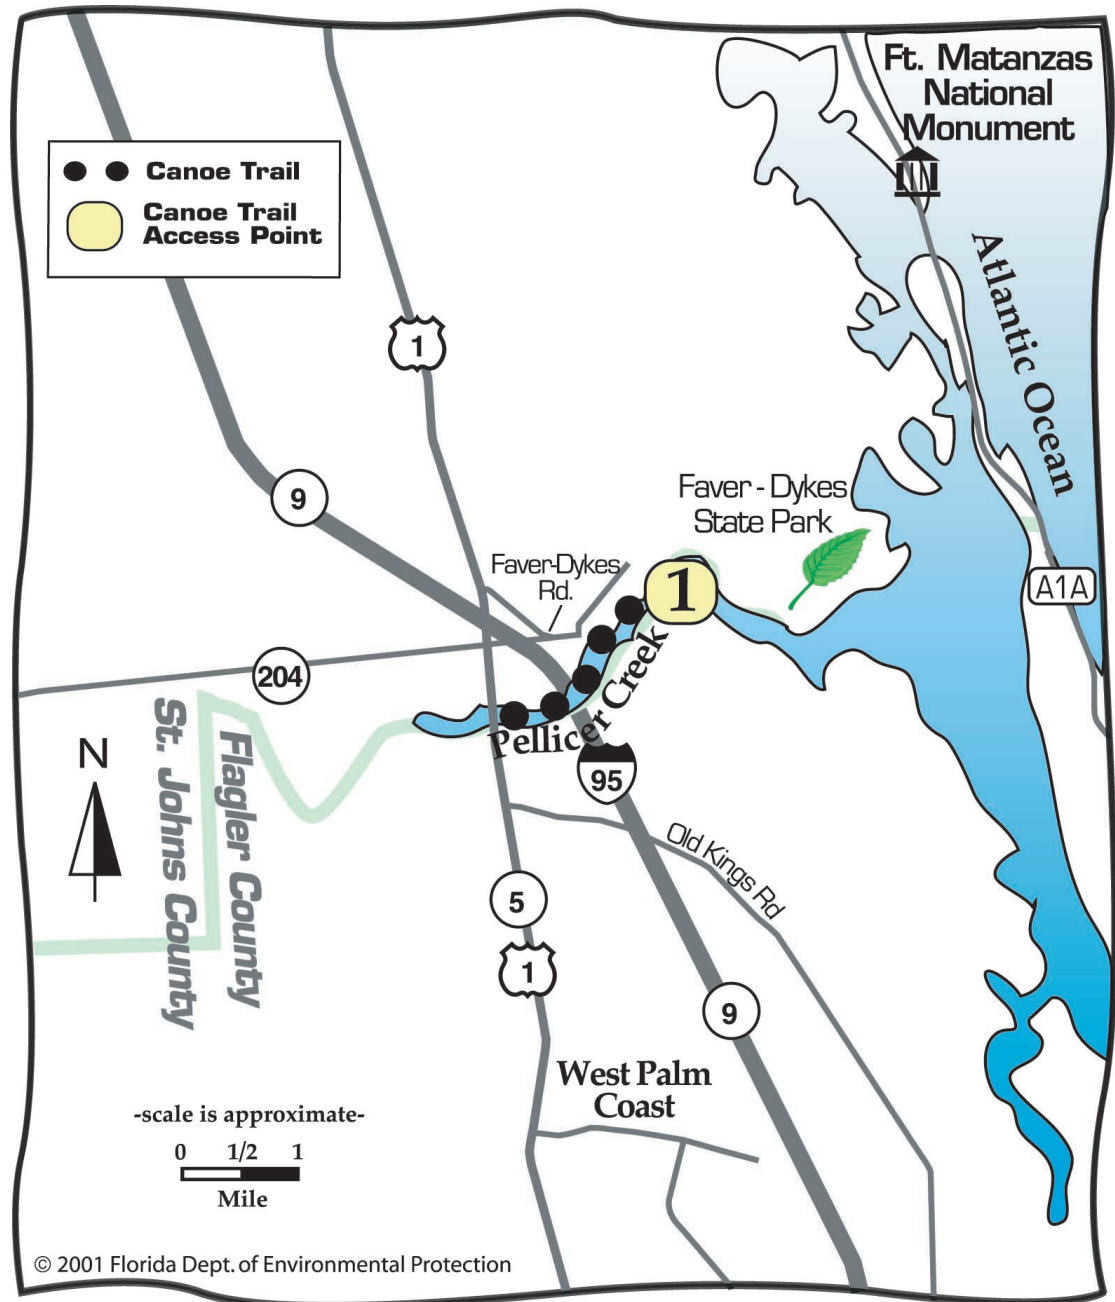 Ft. Matanzas
National
Monument
Canoe Trail
Canoe Trail
Access Point
Atlantic Ocean
1
9
Faver - Dykes
State Park
Faver-Dykes
Rd.
1
A1A
204
Pellicer Creek
St. Johns County
Flagler County
N
95
Old Kings Rd
5
1
9
West Palm
Coast
-scale is approximate-
0 1/2 1
Mile
© 2001 Florida Dept. of Environmental Protection